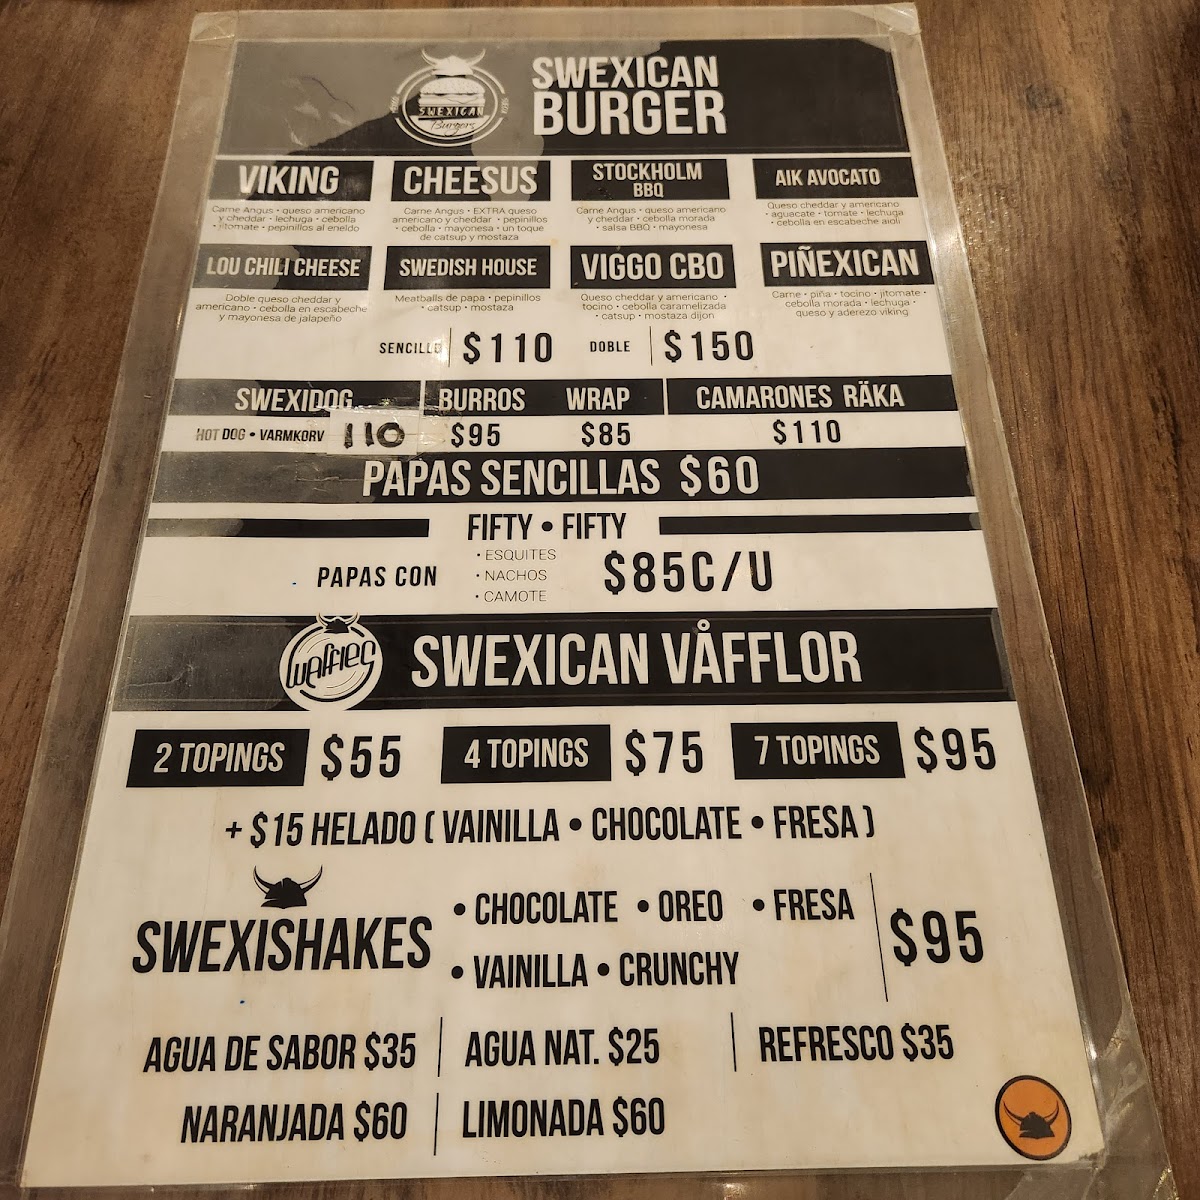 SWEXICAN
Burgers
SWEXICAN
BURGER
VIKING
Carne Angus • queso americano
y cheddar • lechuga • cebolla
• jitomate • pepinillos al eneldo
CHEESUS
Carne Angus • EXTRA queso
americano y cheddar • pepinillos
• cebolla • mayonesa • un toque
de catsup y mostaza
STOCKHOLM
BBQ
Carne Angus • queso americano
y cheddar • cebolla morada
• salsa BBQ • mayonesa
AIK AVOCATO
Queso cheddar y americano
• aguacate • tomate • lechuga
• cebolla en escabeche aioli
LOU CHILI CHEESE
Doble queso cheddar y
americano • cebolla en escabeche
y mayonesa de jalapeño
SWEDISH HOUSE
Meatballs de papa • pepinillos
• catsup • mostaza
VIGGO CBO
Queso cheddar y americano •
tocino • cebolla caramelizada
• catsup • mostaza dijon
PIÑEXICAN
Carne • piña • tocino • jitomate •
cebolla morada • lechuga •
queso y aderezo viking
SENCILLO $110 DOBLE $150
SWEXIDOG BURROS WRAP CAMARONES RÄKA
HOT DOG • VARMKORV 110 $95 $85 $110
PAPAS SENCILLAS $60
FIFTY • FIFTY
PAPAS CON
• ESQUITES
• NACHOS
• CAMOTE
$85C/U
waffles
SWEXICAN VÅFFLOR
2 TOPINGS $55 4 TOPINGS $75 7 TOPINGS $95
+ $15 HELADO ( VAINILLA • CHOCOLATE • FRESA )
SWEXISHAKES
• CHOCOLATE • OREO • FRESA
• VAINILLA • CRUNCHY
$95
AGUA DE SABOR $35 AGUA NAT. $25 REFRESCO $35
NARANJADA $60 LIMONADA $60